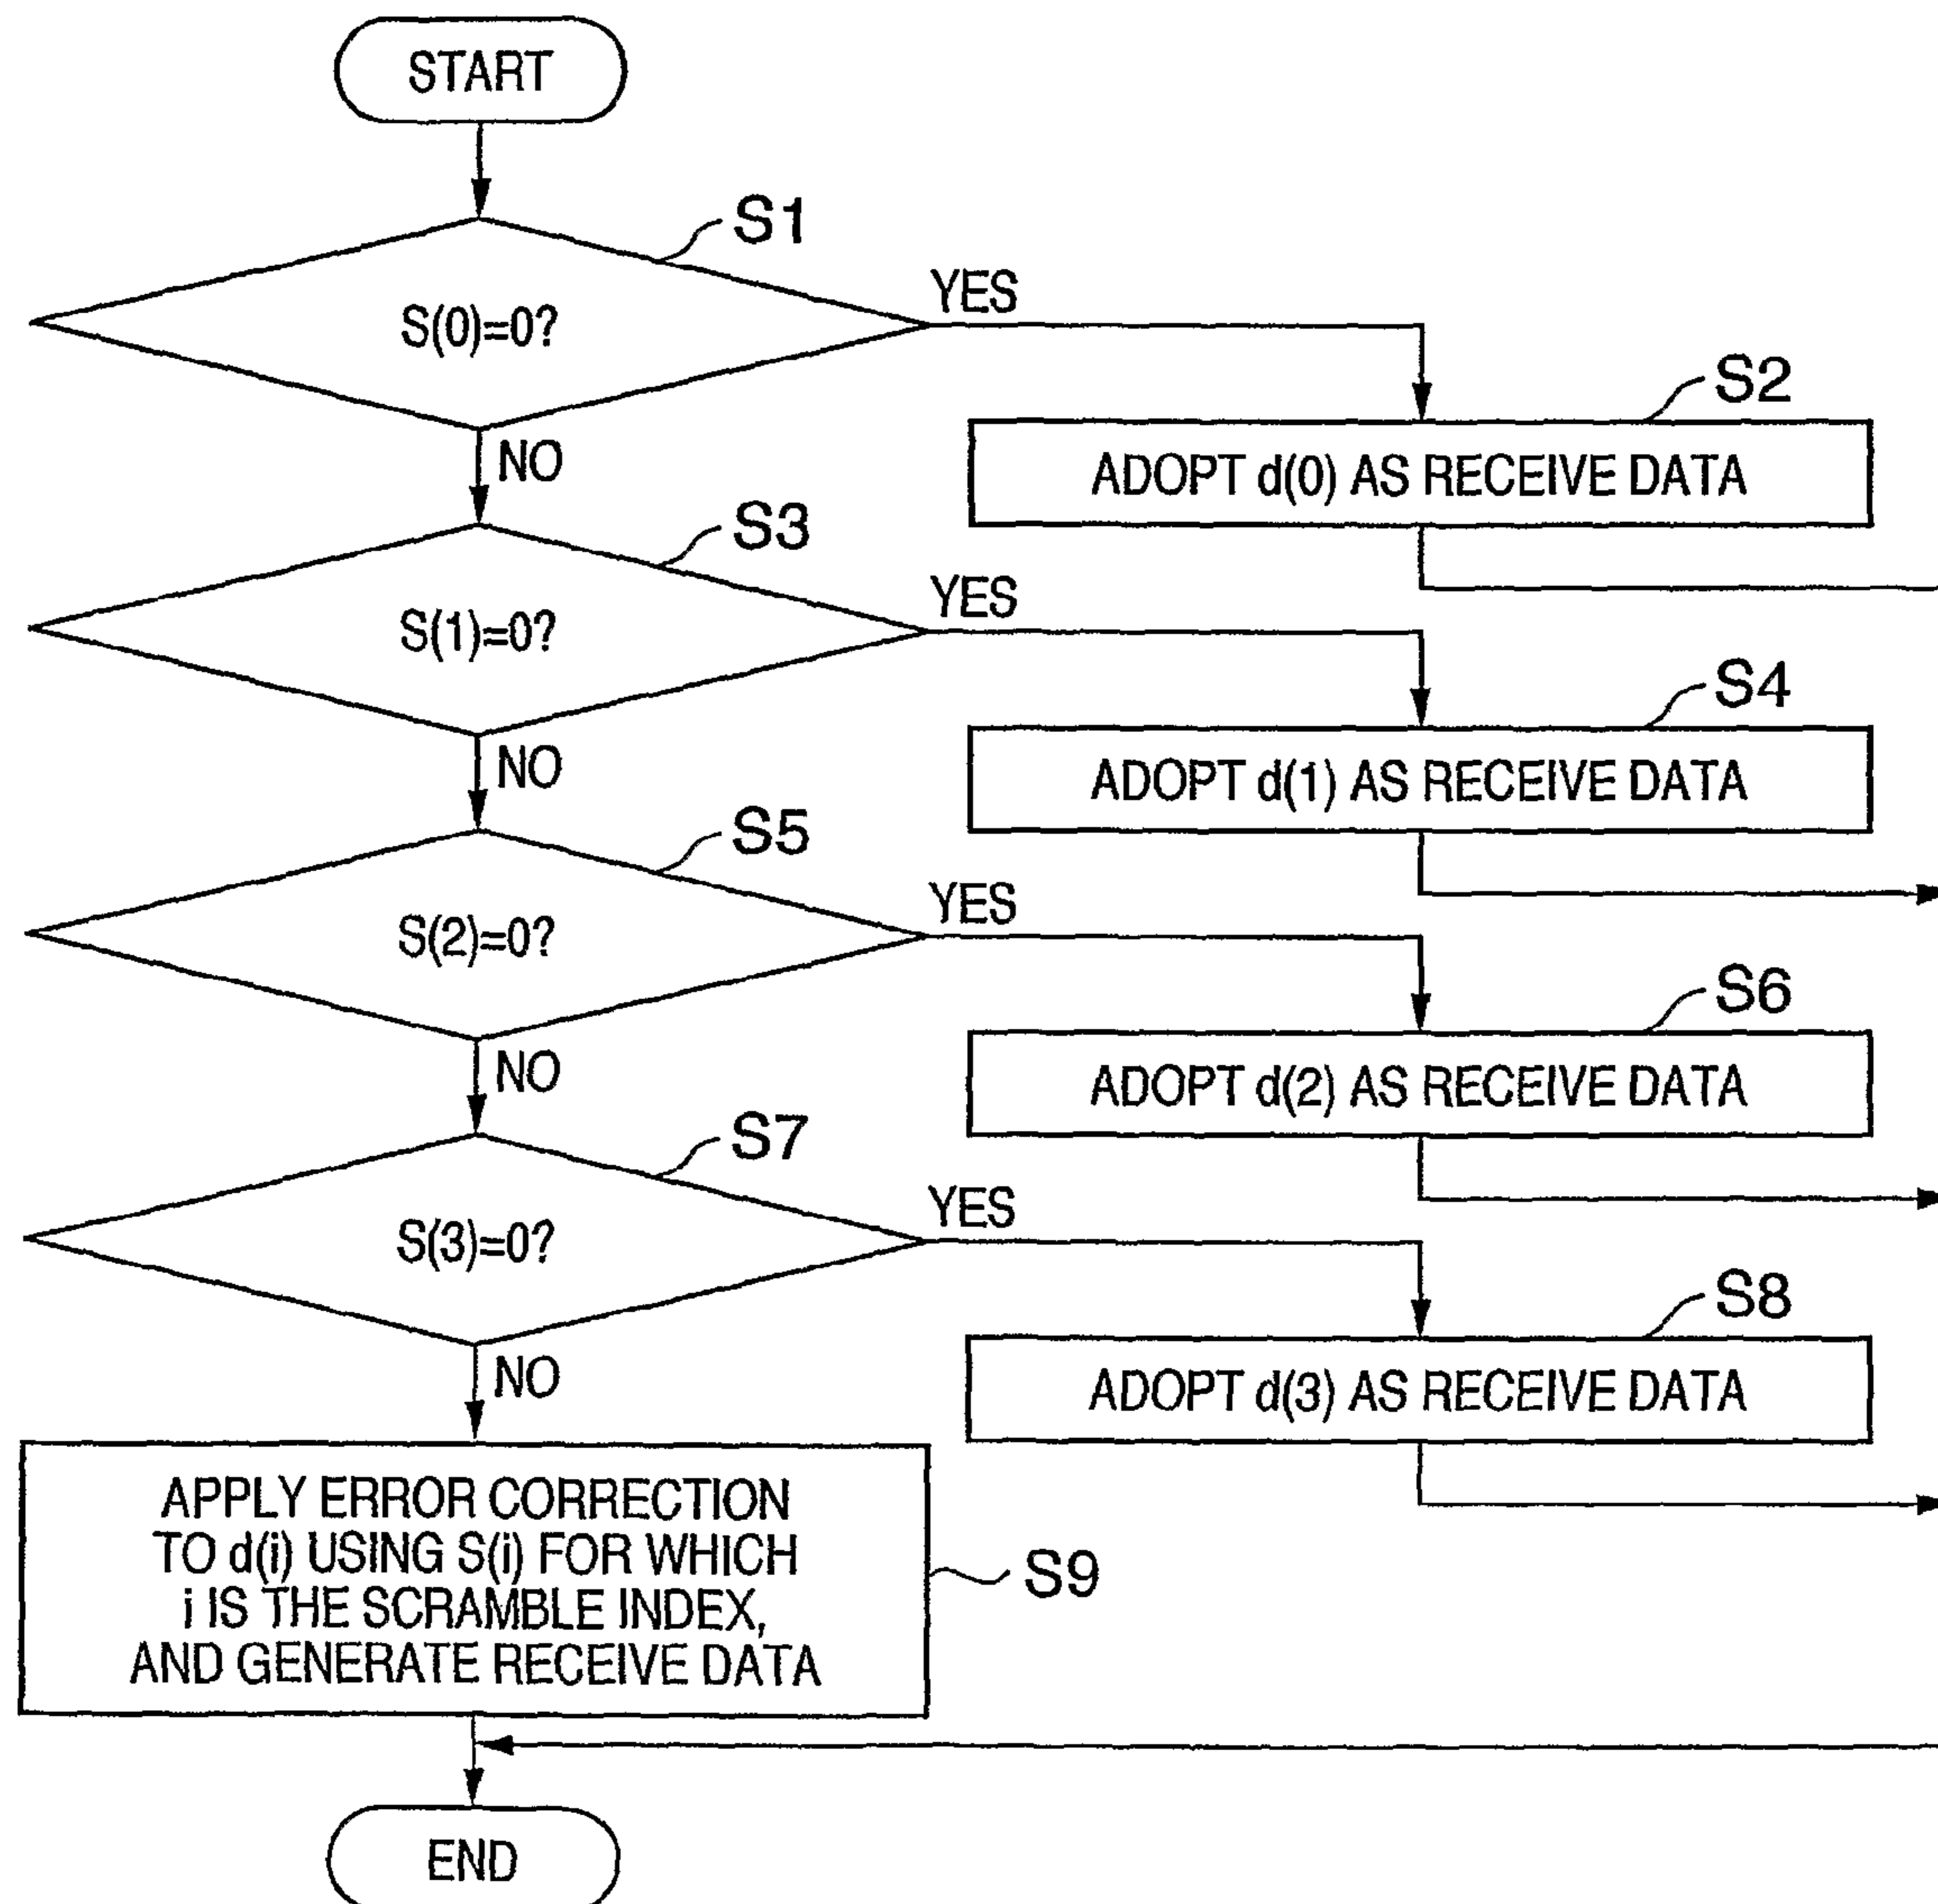 START
S1
S(0)=0?
YES
S2
ADOPT d(0) AS RECEIVE DATA
NO
S3
S(1)=0?
YES
S4
ADOPT d(1) AS RECEIVE DATA
NO
S5
S(2)=0?
YES
S6
ADOPT d(2) AS RECEIVE DATA
NO
S7
S(3)=0?
YES
S8
ADOPT d(3) AS RECEIVE DATA
NO
APPLY ERROR CORRECTION
TO d(i) USING S(i) FOR WHICH
i IS THE SCRAMBLE INDEX,
AND GENERATE RECEIVE DATA
S9
END